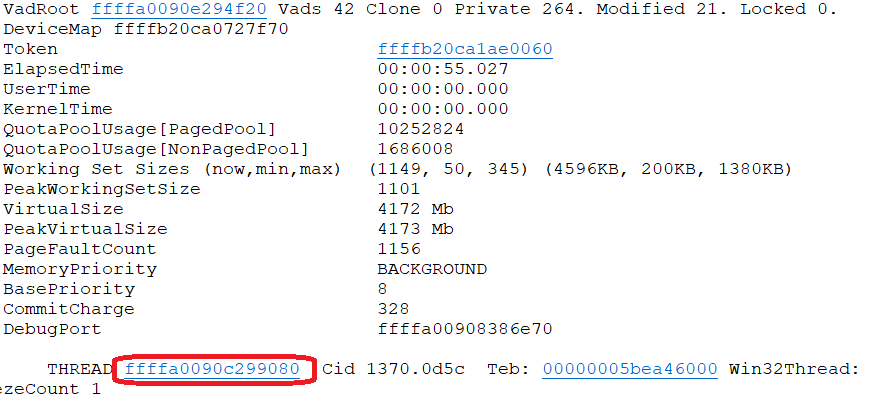 VadRoot ffffa0090e294f20 Vads 42 Clone 0 Private 264. Modified 21. Locked 0.
DeviceMap ffffb20ca0727f70
Token ffffb20ca1ae0060
ElapsedTime 00:00:55.027
UserTime 00:00:00.000
KernelTime 00:00:00.000
QuotaPoolUsage[PagedPool] 10252824
QuotaPoolUsage[NonPagedPool] 1686008
Working Set Sizes (now,min,max) (1149, 50, 345) (4596KB, 200KB, 1380KB)
PeakWorkingSetSize 1101
VirtualSize 4172 Mb
PeakVirtualSize 4173 Mb
PageFaultCount 1156
MemoryPriority BACKGROUND
BasePriority 8
CommitCharge 328
DebugPort ffffa00908386e70
THREAD ffffa0090c299080 Cid 1370.0d5c Teb: 00000005bea46000 Win32Thread:
ezeCount 1